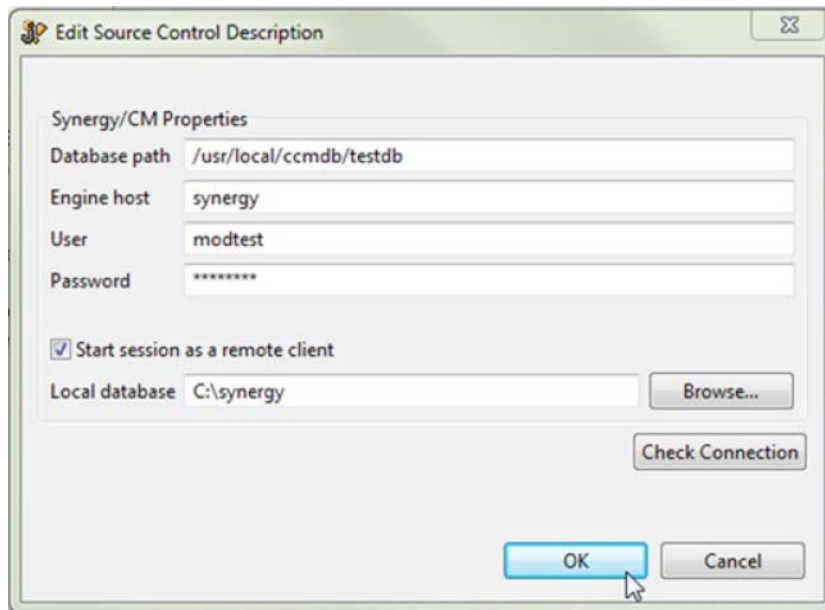 Edit Source Control Description
Synergy/CM Properties
Database path /usr/local/ccmdb/testdb
Engine host synergy
User modtest
Password ********
Start session as a remote client
Local database C:\synergy Browse...
Check Connection
OK Cancel